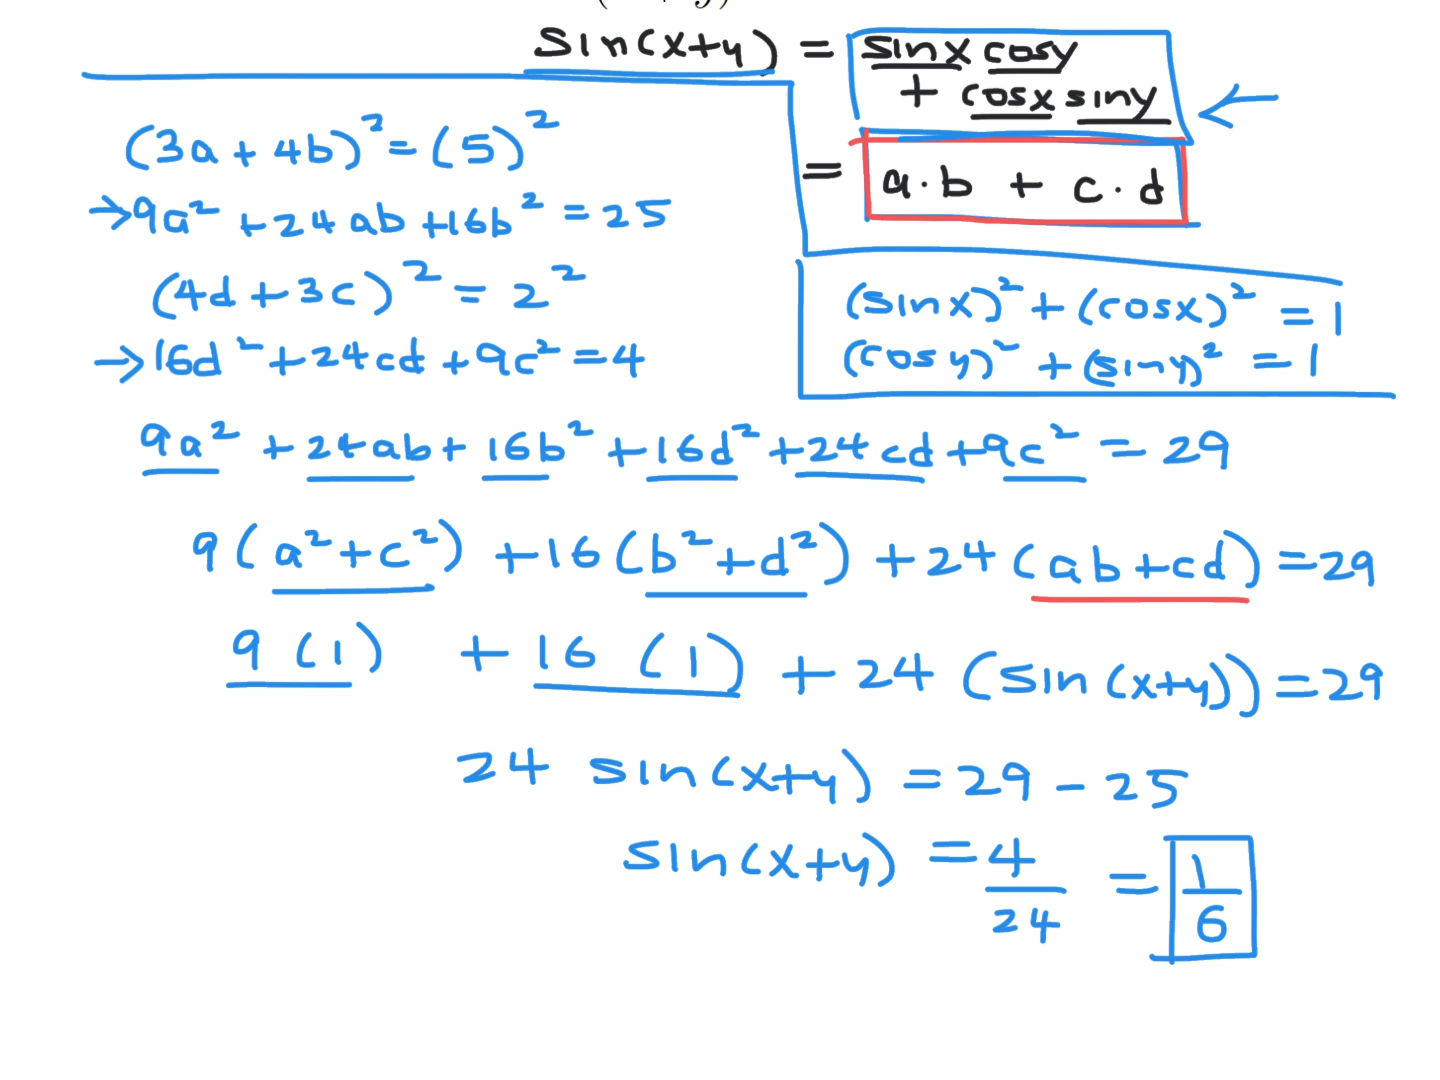 sin(x+y) = sinx cosy
+ cosx siny
= a·b + c·d
(3a + 4b)² = (5)²
→ 9a² + 24ab + 16b² = 25
(4d + 3c)² = 2²
→ 16d² + 24cd + 9c² = 4
(sinx)² + (cosx)² = 1
(cosy)² + (siny)² = 1
9a² + 24ab + 16b² + 16d² + 24cd + 9c² = 29
9(a² + c²) + 16(b² + d²) + 24(ab + cd) = 29
9(1) + 16(1) + 24(sin(x+y)) = 29
24 sin(x+y) = 29 - 25
sin(x+y) = 4/24 = 1/6